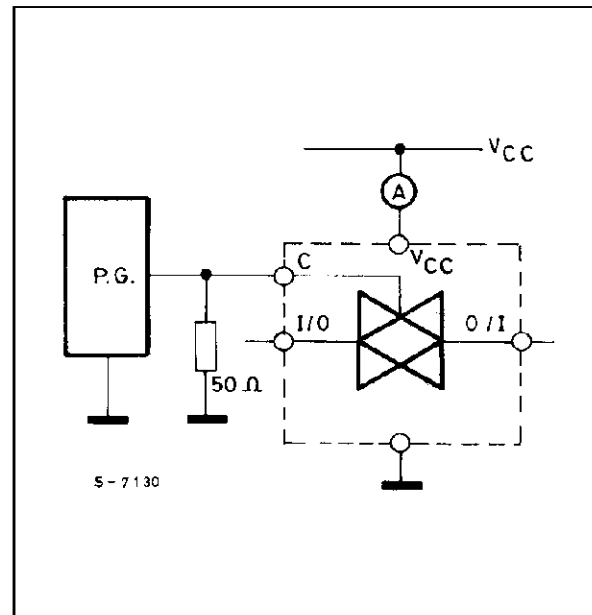 VCC
A
P.G.
C
VCC
I/O
O/I
50 Ω
S-7130